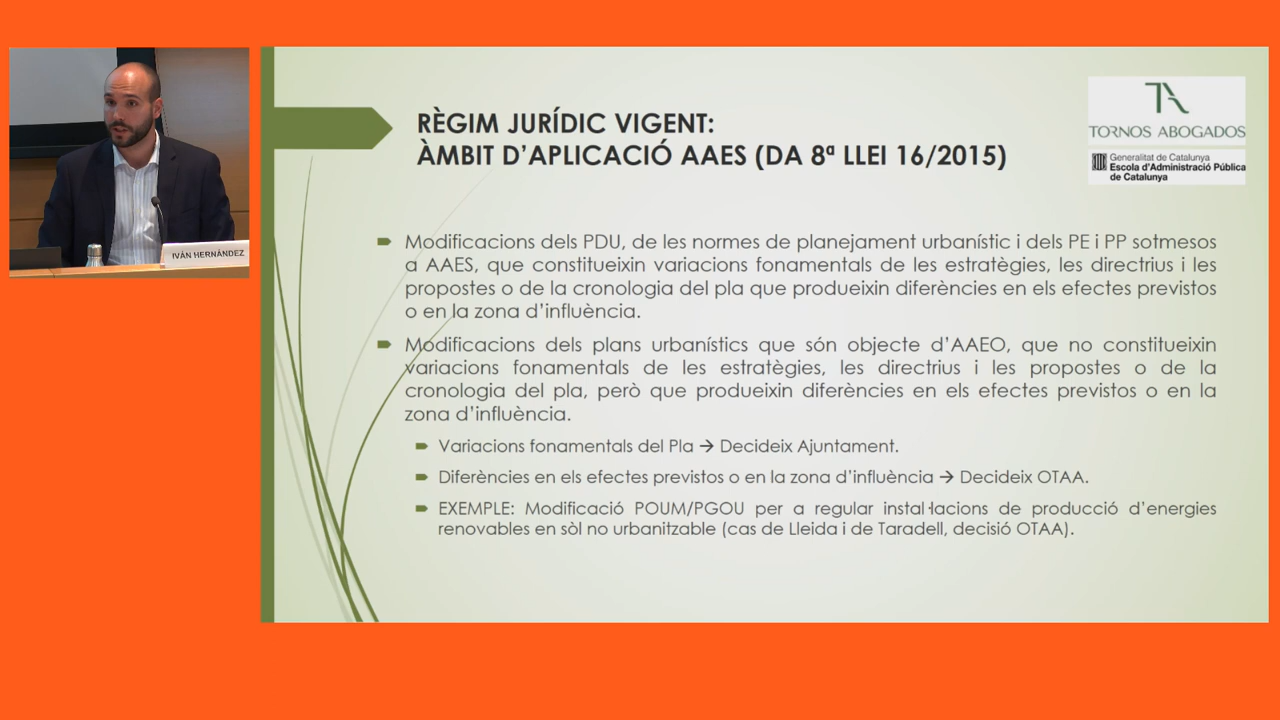 IVÁN HERNÁNDEZ
RÈGIM JURÍDIC VIGENT:
ÀMBIT D'APLICACIÓ AAES (DA 8ª LLEI 16/2015)
TORNOS ABOGADOS
Generalitat de Catalunya
Escola d'Administració Pública
de Catalunya
Modificacions dels PDU, de les normes de planejament urbanístic i dels PE i PP sotmesos
a AAES, que constitueixin variacions fonamentals de les estratègies, les directrius i les
propostes o de la cronologia del pla que produeixin diferències en els efectes previstos
o en la zona d'influència.
Modificacions dels plans urbanístics que són objecte d'AAEO, que no constitueixin
variacions fonamentals de les estratègies, les directrius i les propostes o de la
cronologia del pla, però que produeixin diferències en els efectes previstos o en la
zona d'influència.
Variacions fonamentals del Pla → Decideix Ajuntament.
Diferències en els efectes previstos o en la zona d'influència → Decideix OTAA.
EXEMPLE: Modificació POUM/PGOU per a regular instal·lacions de producció d'energies
renovables en sòl no urbanitzable (cas de Lleida i de Taradell, decisió OTAA).